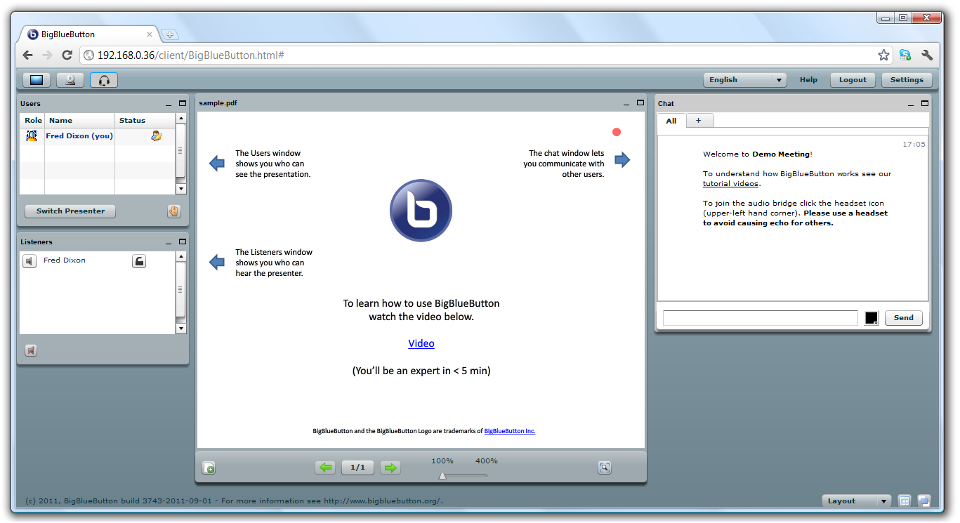 BigBlueButton
192.168.0.36/client/BigBlueButton.html#
English
Help
Logout
Settings
Users
Role Name Status
Fred Dixon (you)
Switch Presenter
Listeners
Fred Dixon
sample.pdf
The Users window
shows you who can
see the presentation.
The chat window lets
you communicate with
other users.
b
The Listeners window
shows you who can
hear the presenter.
To learn how to use BigBlueButton
watch the video below.
Video
(You'll be an expert in < 5 min)
BigBlueButton and the BigBlueButton Logo are trademarks of BigBlueButton Inc.
1/1
100% 400%
Chat
All +
17:05
Welcome to Demo Meeting!
To understand how BigBlueButton works see our
tutorial videos.
To join the audio bridge click the headset icon
(upper-left hand corner). Please use a headset
to avoid causing echo for others.
Send
(c) 2011, BigBlueButton build 3743-2011-09-01 - For more information see http://www.bigbluebutton.org/.
Layout